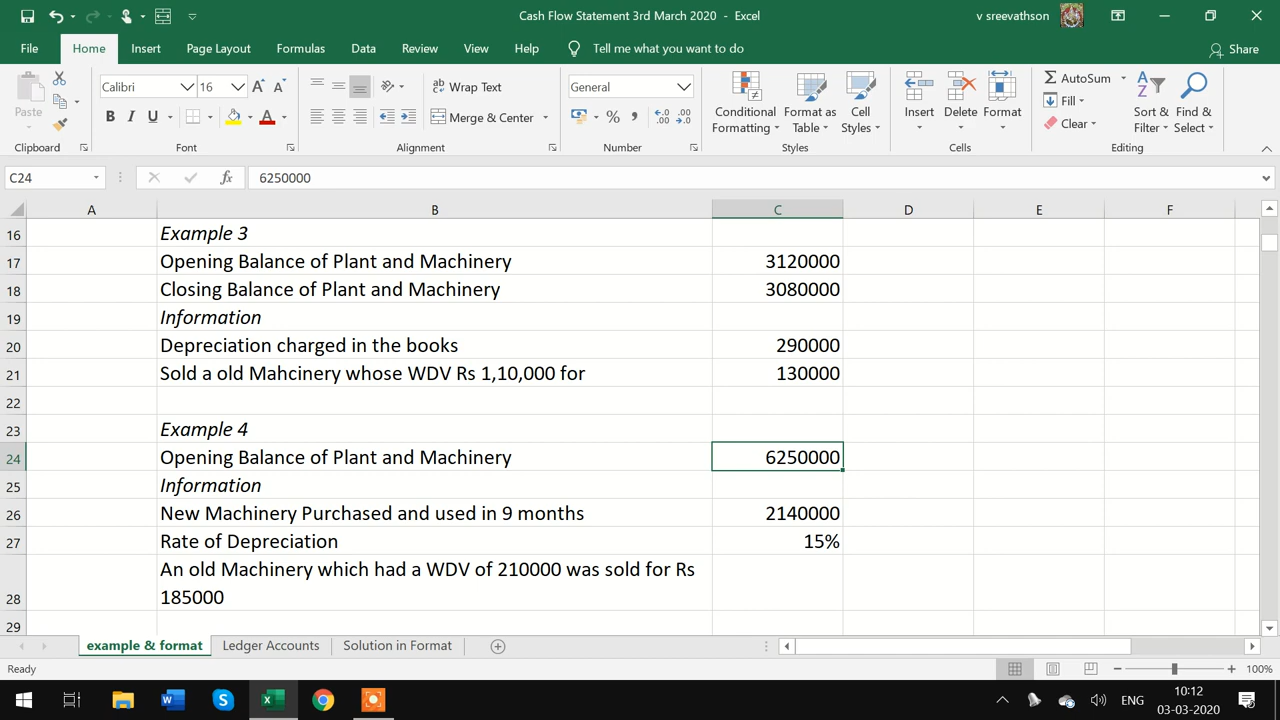 Cash Flow Statement 3rd March 2020 - Excel
v sreevathson
File Home Insert Page Layout Formulas Data Review View Help Tell me what you want to do Share
Paste
Clipboard
Calibri 16
B I U A
Font
ab Wrap Text
Merge & Center
Alignment
General
% ,
Number
Conditional Formatting
Format as Table
Cell Styles
Styles
Insert Delete Format
Cells
AutoSum
Fill
Clear
Sort & Filter
Find & Select
Editing
C24 fx 6250000
A B C D E F
16 Example 3
17 Opening Balance of Plant and Machinery 3120000
18 Closing Balance of Plant and Machinery 3080000
19 Information
20 Depreciation charged in the books 290000
21 Sold a old Mahcinery whose WDV Rs 1,10,000 for 130000
22
23 Example 4
24 Opening Balance of Plant and Machinery 6250000
25 Information
26 New Machinery Purchased and used in 9 months 2140000
27 Rate of Depreciation 15%
An old Machinery which had a WDV of 210000 was sold for Rs
28 185000
29
example & format Ledger Accounts Solution in Format
Ready 100%
ENG 10:12
03-03-2020